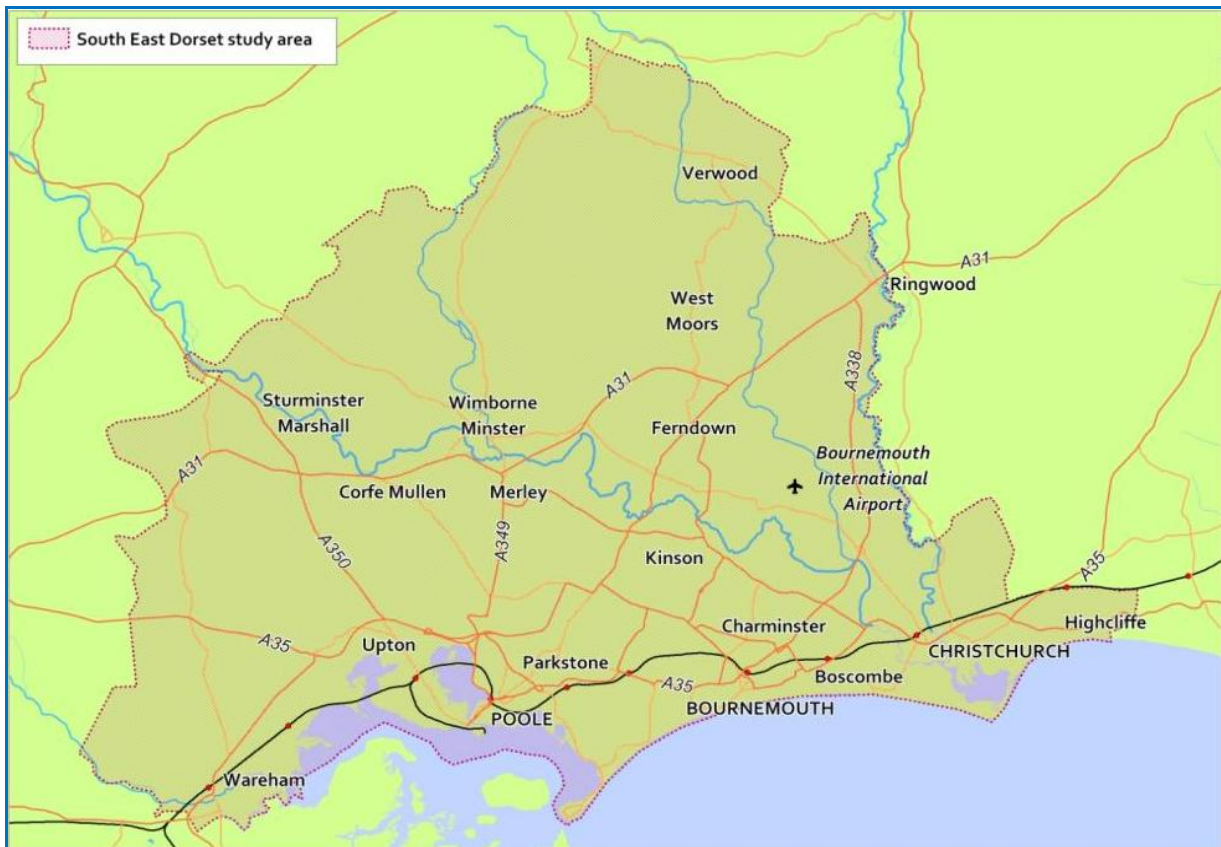 South East Dorset study area
Verwood
A31
Ringwood
West
Moors
A338
A31
Sturminster
Marshall
Wimborne
Minster
Ferndown
Bournemouth
International
Airport
A31
Corfe Mullen
Merley
A349
A350
Kinson
A35
Charminster
Highcliffe
A35
Upton
CHRISTCHURCH
Parkstone
Boscombe
A35
BOURNEMOUTH
POOLE
Wareham